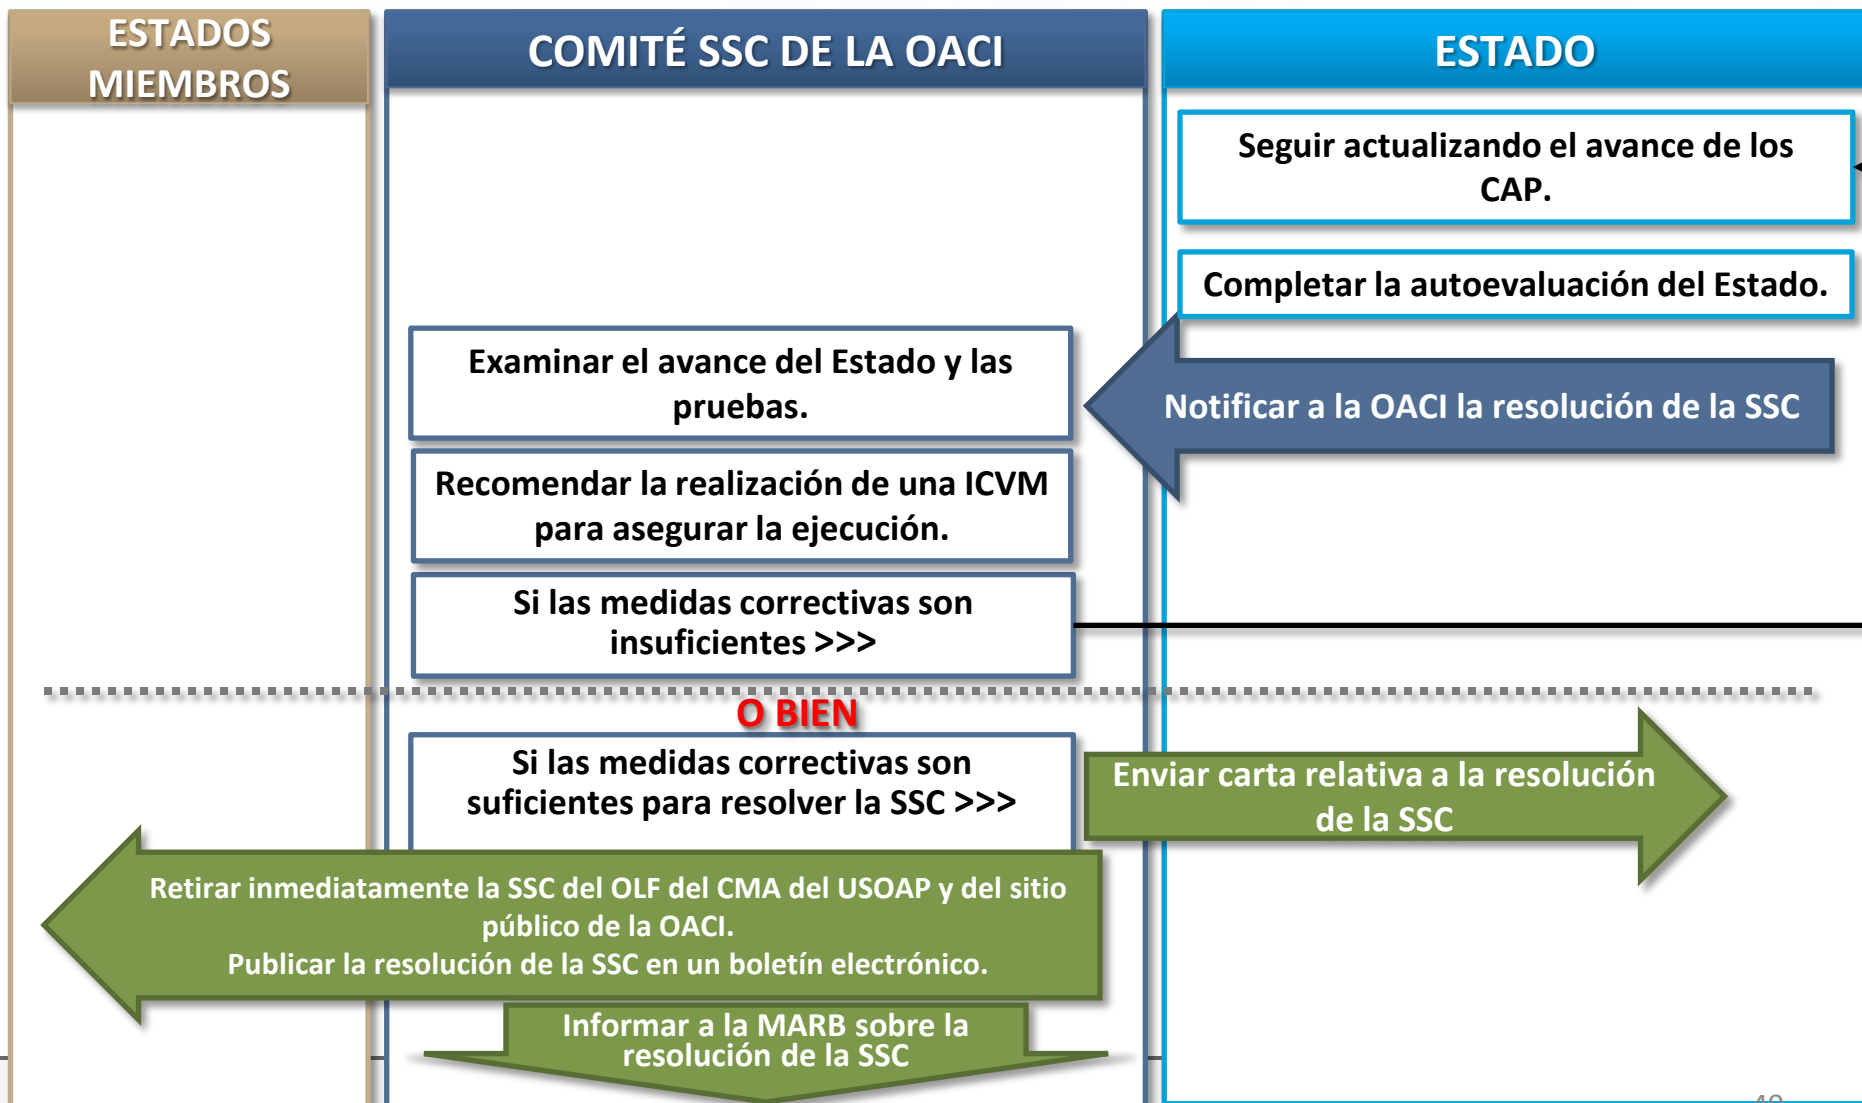 ESTADOS
MIEMBROS
COMITÉ SSC DE LA OACI
ESTADO
Seguir actualizando el avance de los
CAP.
Completar la autoevaluación del Estado.
Examinar el avance del Estado y las
pruebas.
Notificar a la OACI la resolución de la SSC
Recomendar la realización de una ICVM
para asegurar la ejecución.
Si las medidas correctivas son
insuficientes >>>
O BIEN
Si las medidas correctivas son
suficientes para resolver la SSC >>>
Enviar carta relativa a la resolución
de la SSC
Retirar inmediatamente la SSC del OLF del CMA del USOAP y del sitio
público de la OACI.
Publicar la resolución de la SSC en un boletín electrónico.
Informar a la MARB sobre la
resolución de la SSC